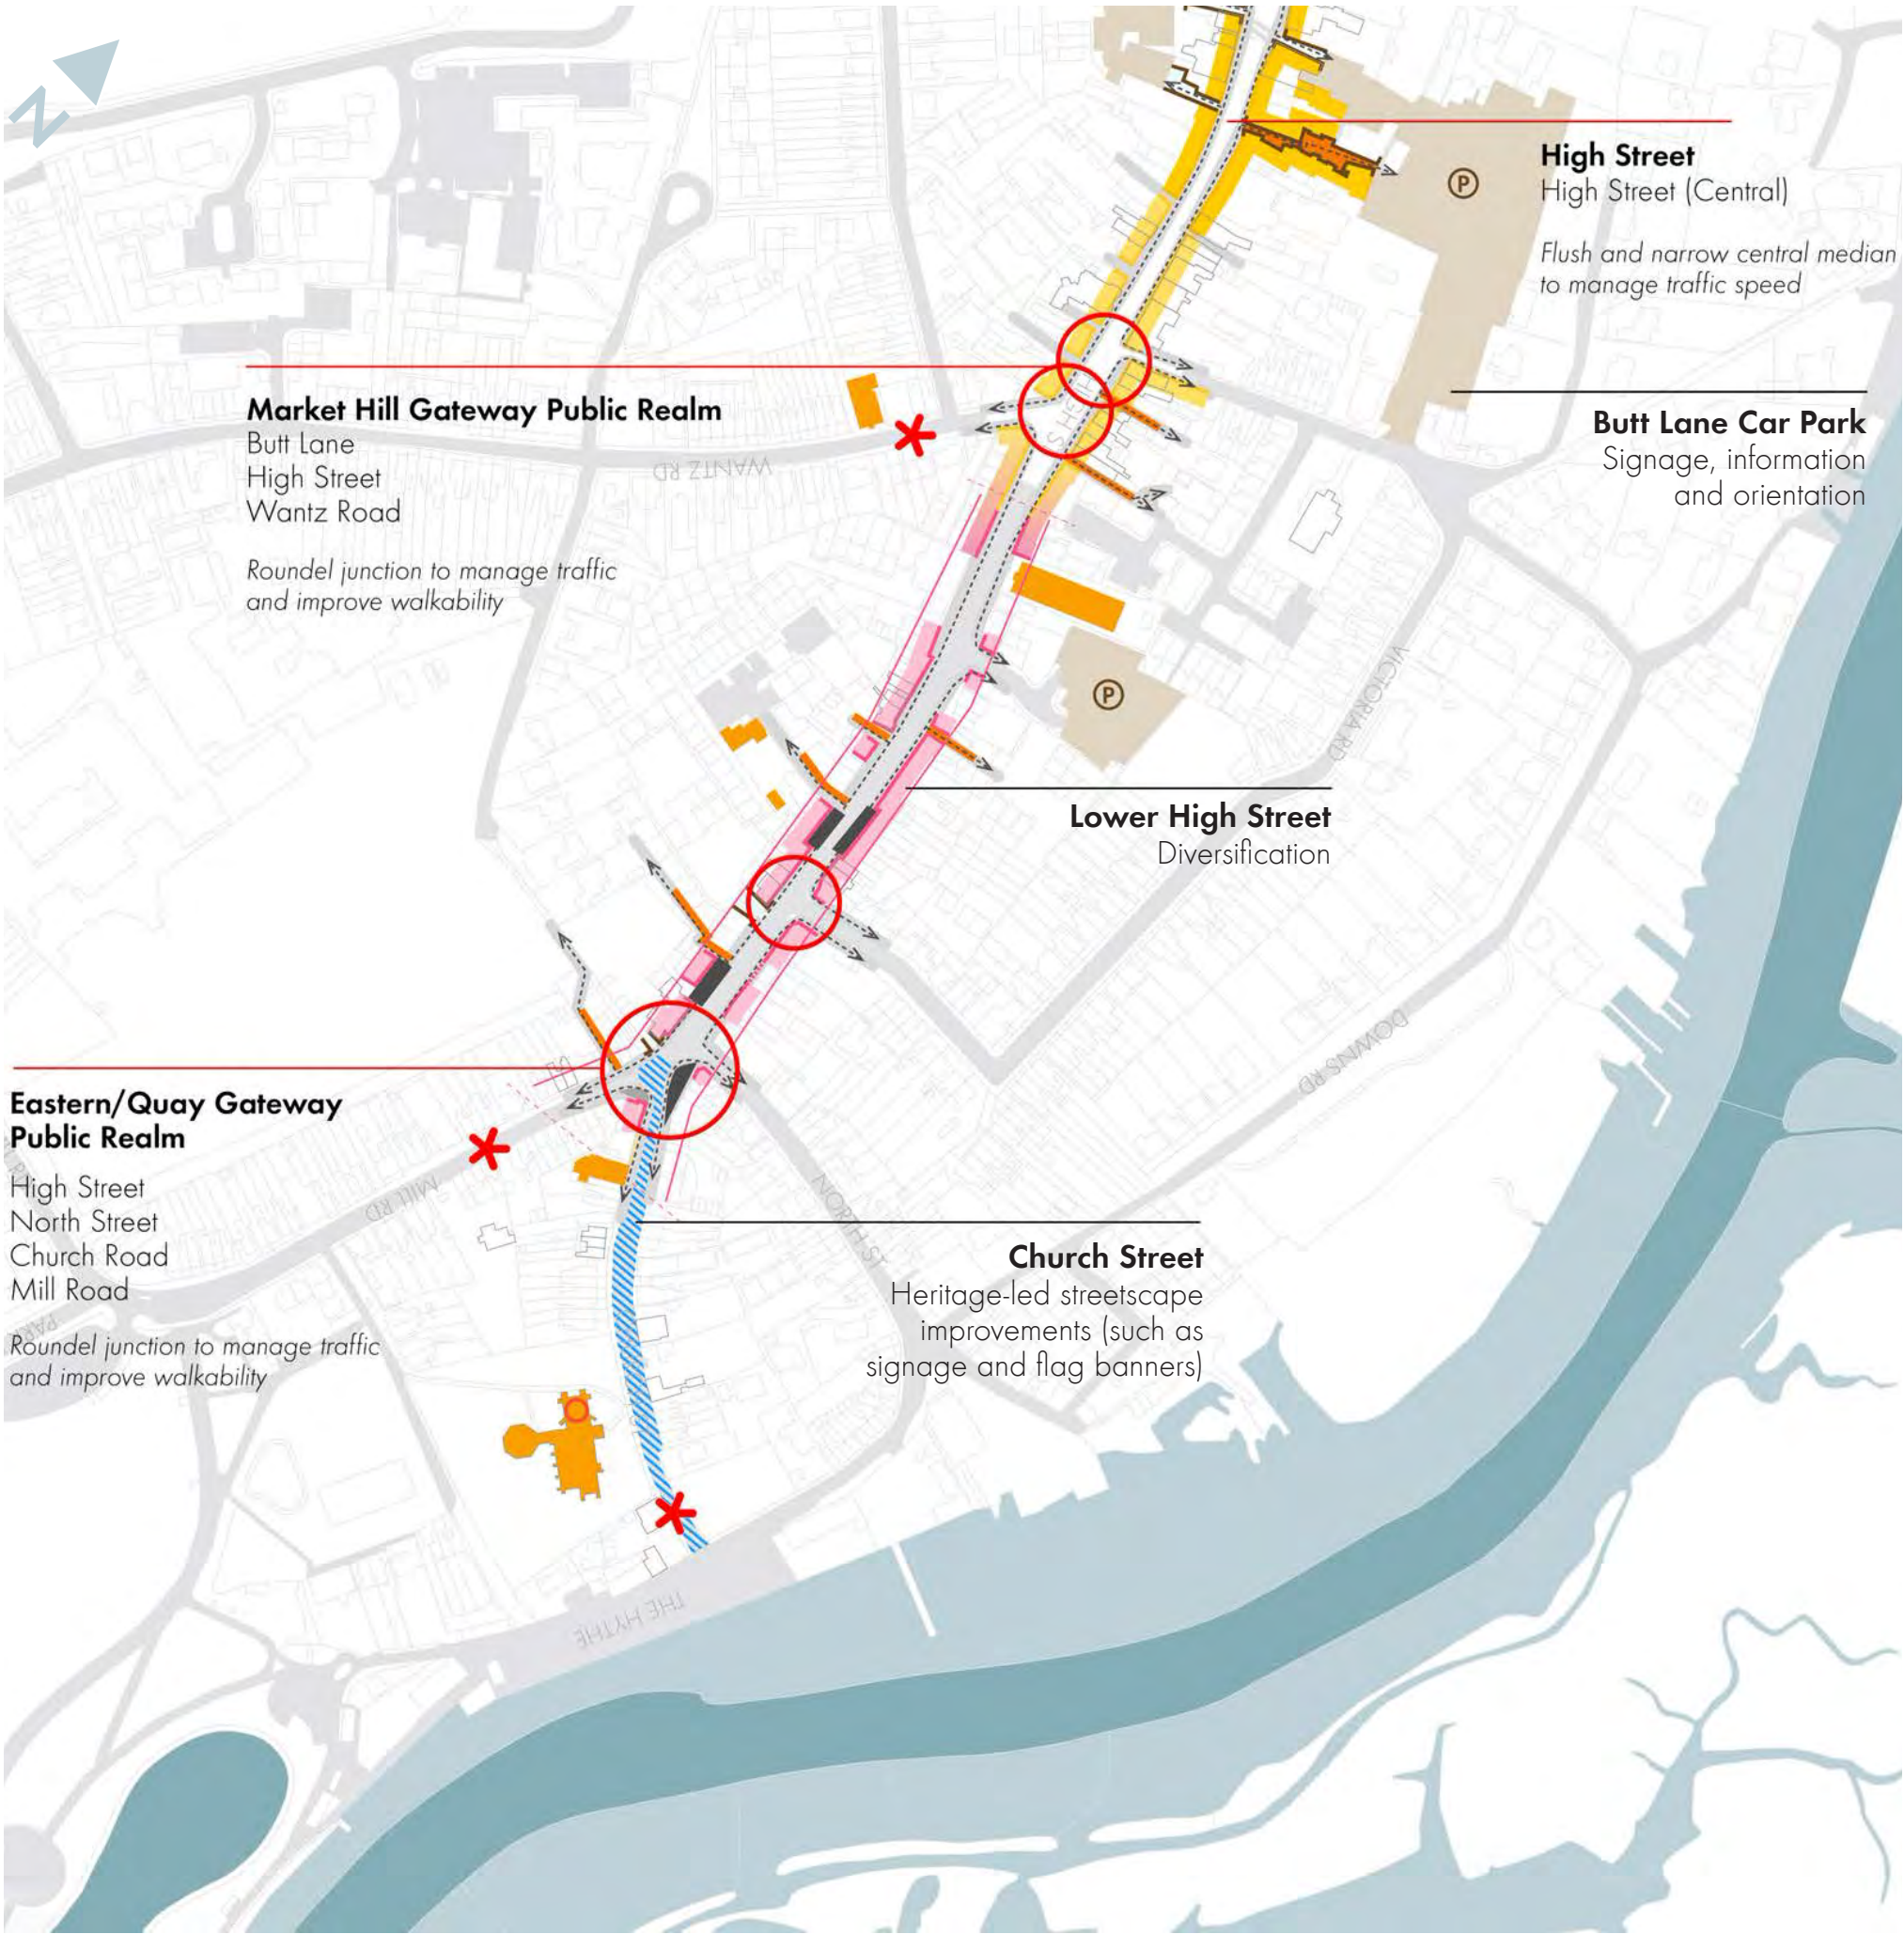 N
P
High Street
High Street (Central)
Flush and narrow central median
to manage traffic speed
Market Hill Gateway Public Realm
Butt Lane
High Street
Wantz Road
Roundel junction to manage traffic
and improve walkability
Butt Lane Car Park
Signage, information
and orientation
WANTZ RD
HIGH S
P
VICTORIA RD
Lower High Street
Diversification
DOWNS RD
Eastern/Quay Gateway
Public Realm
High Street
North Street
Church Road
Mill Road
Roundel junction to manage traffic
and improve walkability
MILL RD
NORTH ST
PARK
Church Street
Heritage-led streetscape
improvements (such as
signage and flag banners)
THE HYTHE